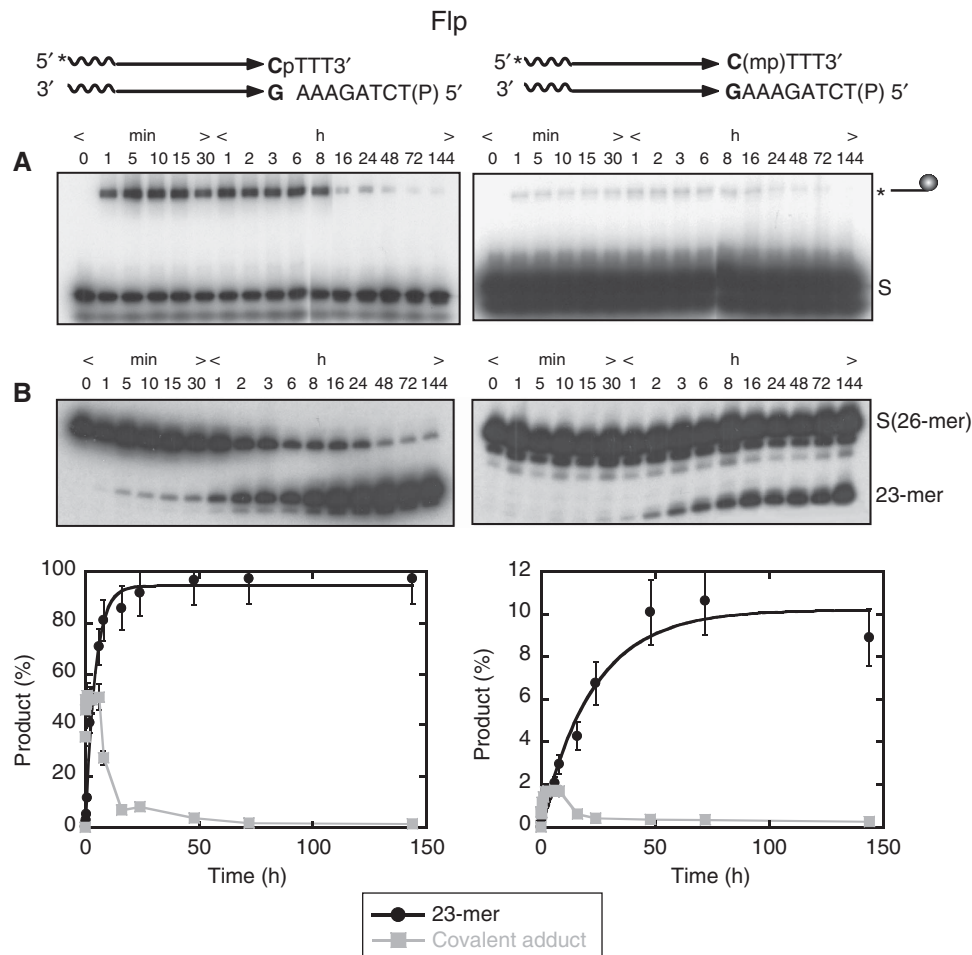 Flp
5′ * CpTTT3′
3′ G AAAGATCT(P) 5′
5′ * C(mp)TTT3′
3′ GAAAGATCT(P) 5′
A
< min > < h >
0 1 5 10 15 30 1 2 3 6 8 16 24 48 72 144
< min > < h >
0 1 5 10 15 30 1 2 3 6 8 16 24 48 72 144
*
S
B
< min > < h >
0 1 5 10 15 30 1 2 3 6 8 16 24 48 72 144
< min > < h >
0 1 5 10 15 30 1 2 3 6 8 16 24 48 72 144
S(26-mer)
23-mer
Product (%)
100
80
60
40
20
0
0 50 100 150
Time (h)
Product (%)
12
10
8
6
4
2
0
0 50 100 150
Time (h)
23-mer
Covalent adduct